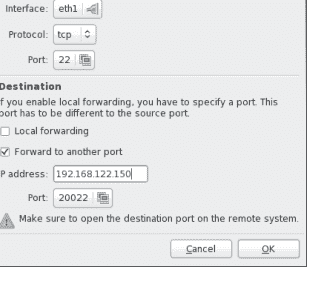 Interface: eth1
Protocol: tcp
Port: 22
Destination
f you enable local forwarding, you have to specify a port. This
port has to be different to the source port.
Local forwarding
Forward to another port
P address: 192.168.122.150
Port: 20022
Make sure to open the destination port on the remote system.
Cancel OK